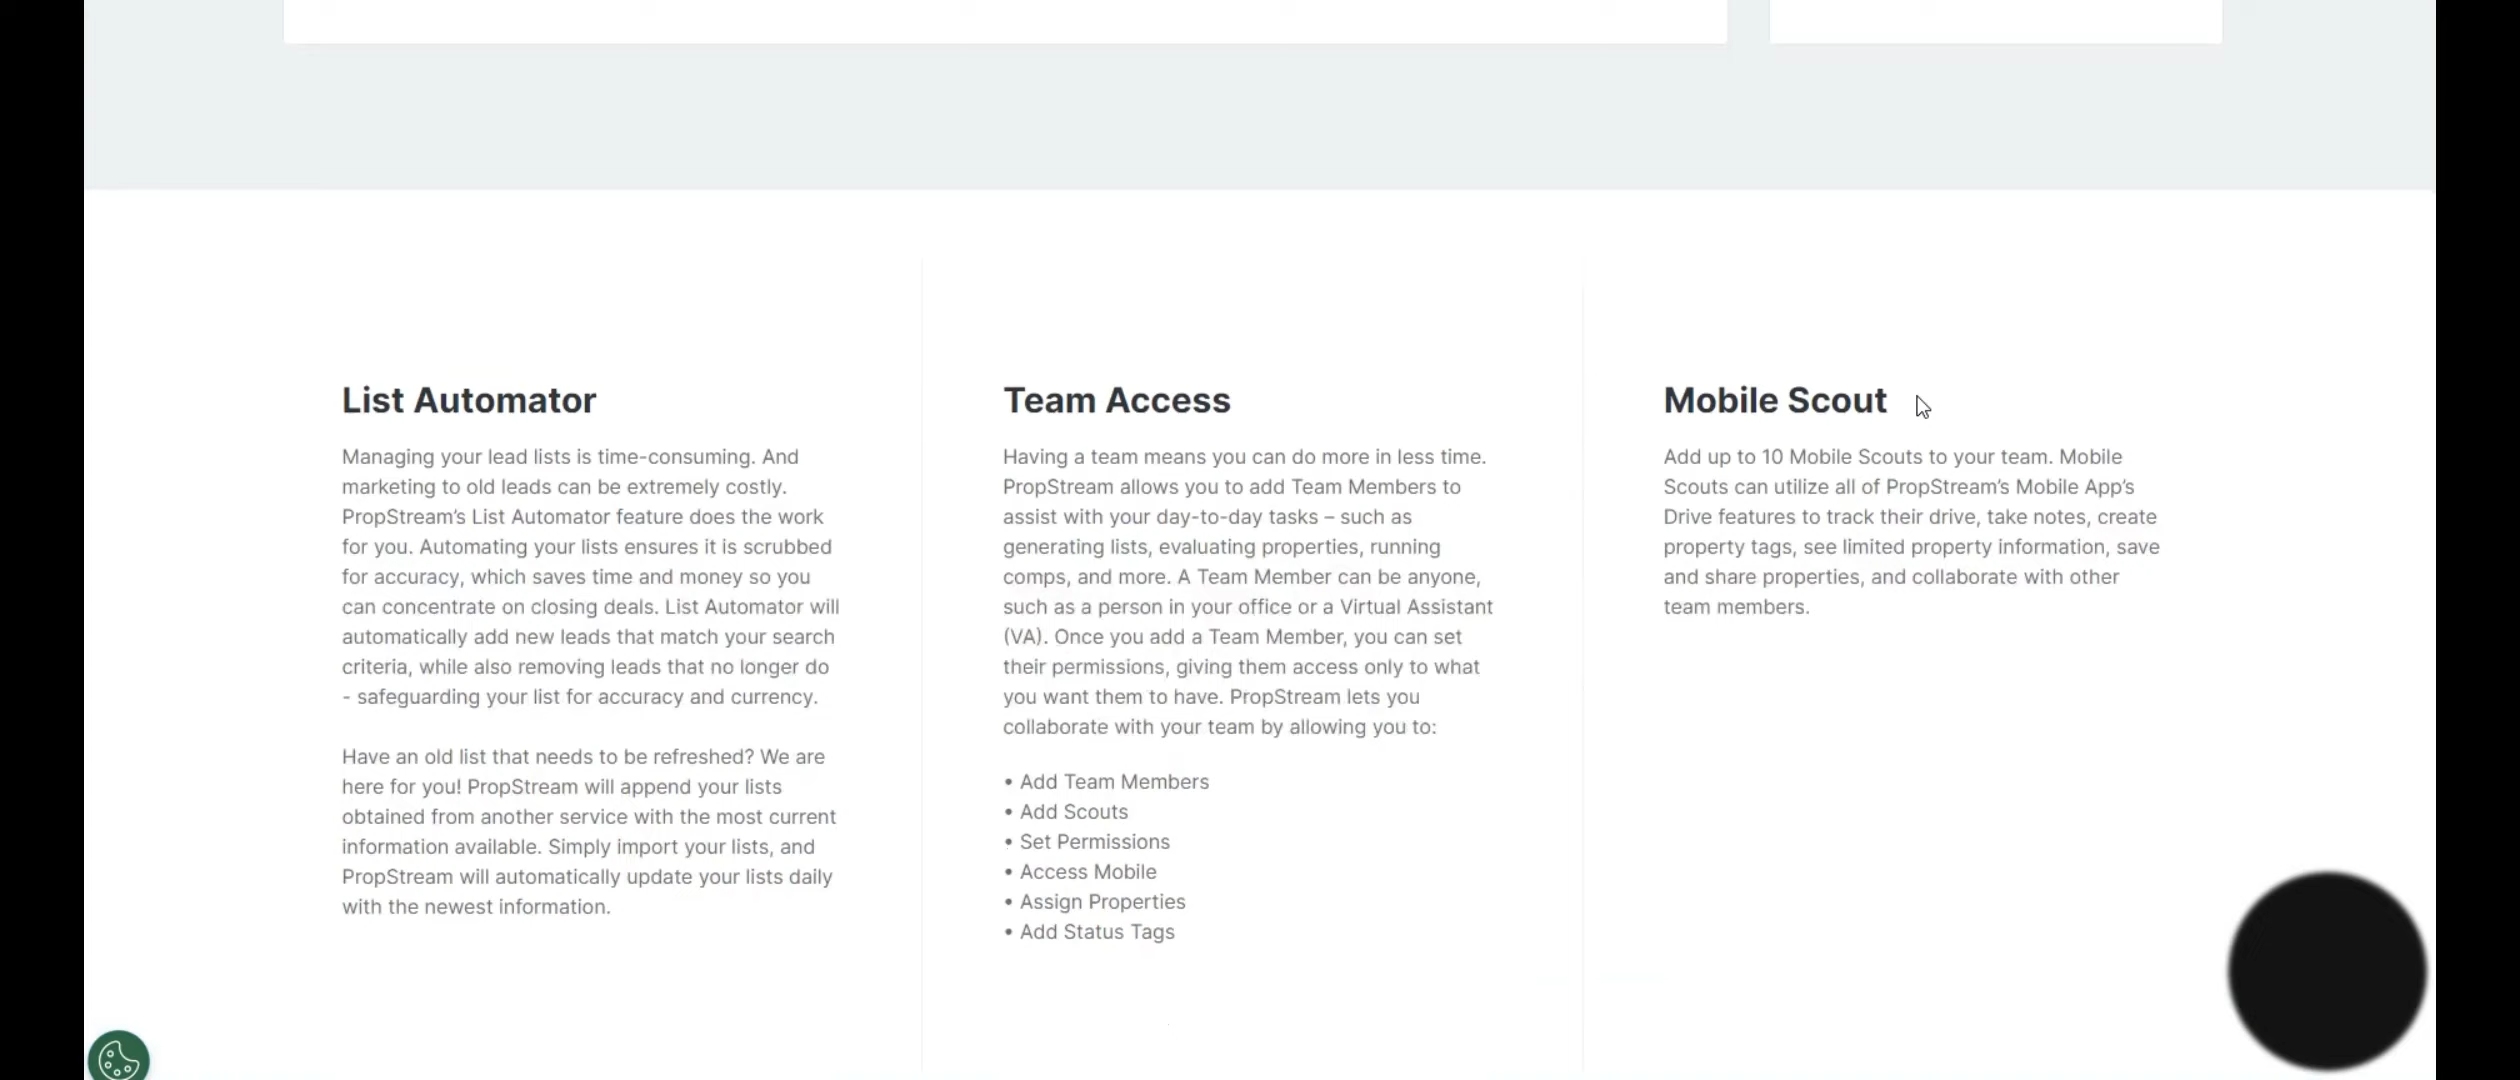 List Automator
Managing your lead lists is time-consuming. And
marketing to old leads can be extremely costly.
PropStream’s List Automator feature does the work
for you. Automating your lists ensures it is scrubbed
for accuracy, which saves time and money so you
can concentrate on closing deals. List Automator will
automatically add new leads that match your search
criteria, while also removing leads that no longer do
- safeguarding your list for accuracy and currency.
Have an old list that needs to be refreshed? We are
here for you! PropStream will append your lists
obtained from another service with the most current
information available. Simply import your lists, and
PropStream will automatically update your lists daily
with the newest information.
Team Access
Having a team means you can do more in less time.
PropStream allows you to add Team Members to
assist with your day-to-day tasks – such as
generating lists, evaluating properties, running
comps, and more. A Team Member can be anyone,
such as a person in your office or a Virtual Assistant
(VA). Once you add a Team Member, you can set
their permissions, giving them access only to what
you want them to have. PropStream lets you
collaborate with your team by allowing you to:
• Add Team Members
• Add Scouts
• Set Permissions
• Access Mobile
• Assign Properties
• Add Status Tags
Mobile Scout
Add up to 10 Mobile Scouts to your team. Mobile
Scouts can utilize all of PropStream’s Mobile App’s
Drive features to track their drive, take notes, create
property tags, see limited property information, save
and share properties, and collaborate with other
team members.